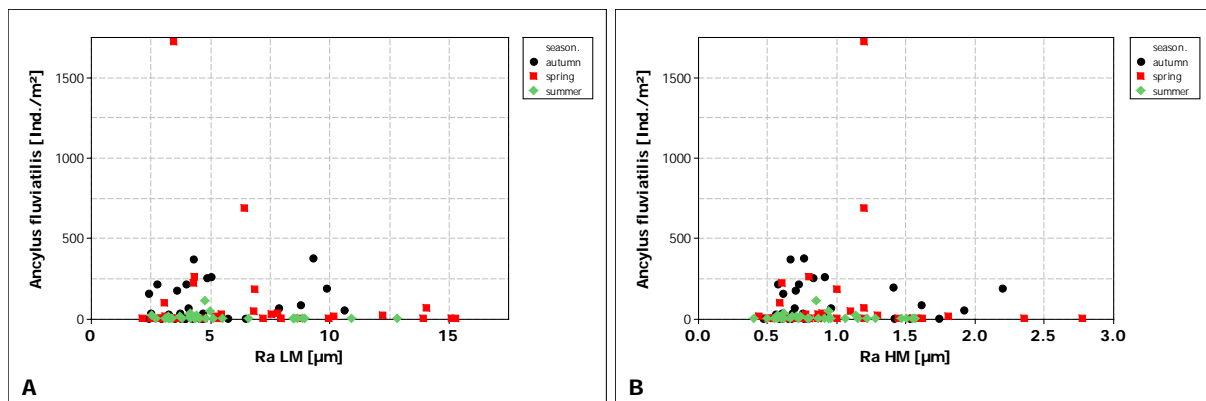 season.
autumn
spring
summer
Ancylus fluviatilis [Ind./m²]
1500
1000
500
0
0 5 10 15
Ra LM [µm]
A
season.
autumn
spring
summer
Ancylus fluviatilis [Ind./m²]
1500
1000
500
0
0.0 0.5 1.0 1.5 2.0 2.5 3.0
Ra HM [µm]
B